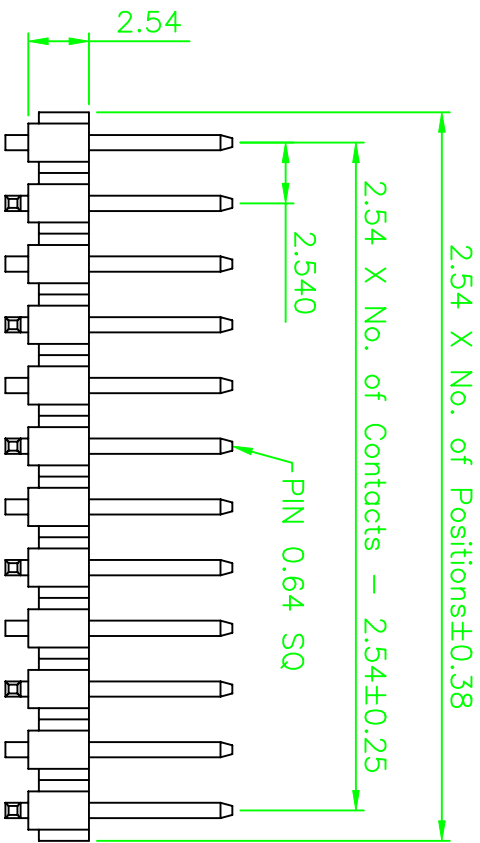 2.54 X No. of Positions±0.38
2.54 X No. of Contacts - 2.54±0.25
2.540
PIN 0.64 SQ
2.54